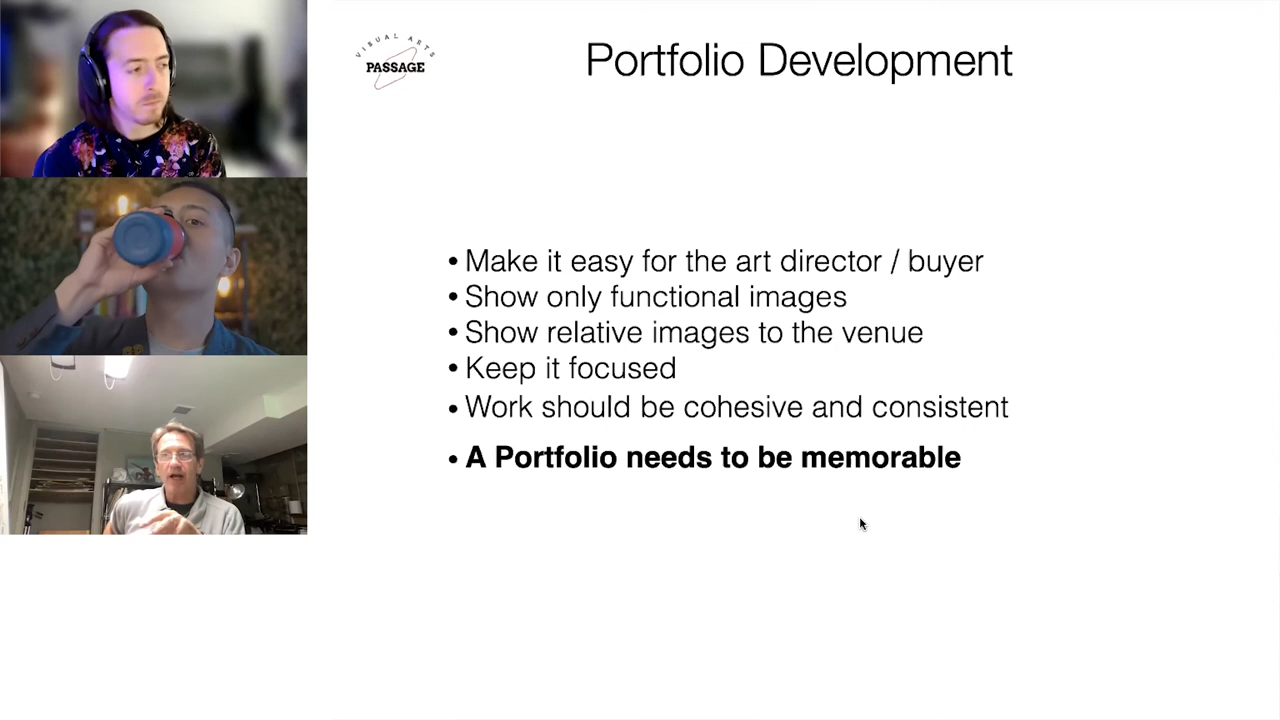 VISUAL ARTS
PASSAGE
Portfolio Development
• Make it easy for the art director / buyer
• Show only functional images
• Show relative images to the venue
• Keep it focused
• Work should be cohesive and consistent
• A Portfolio needs to be memorable